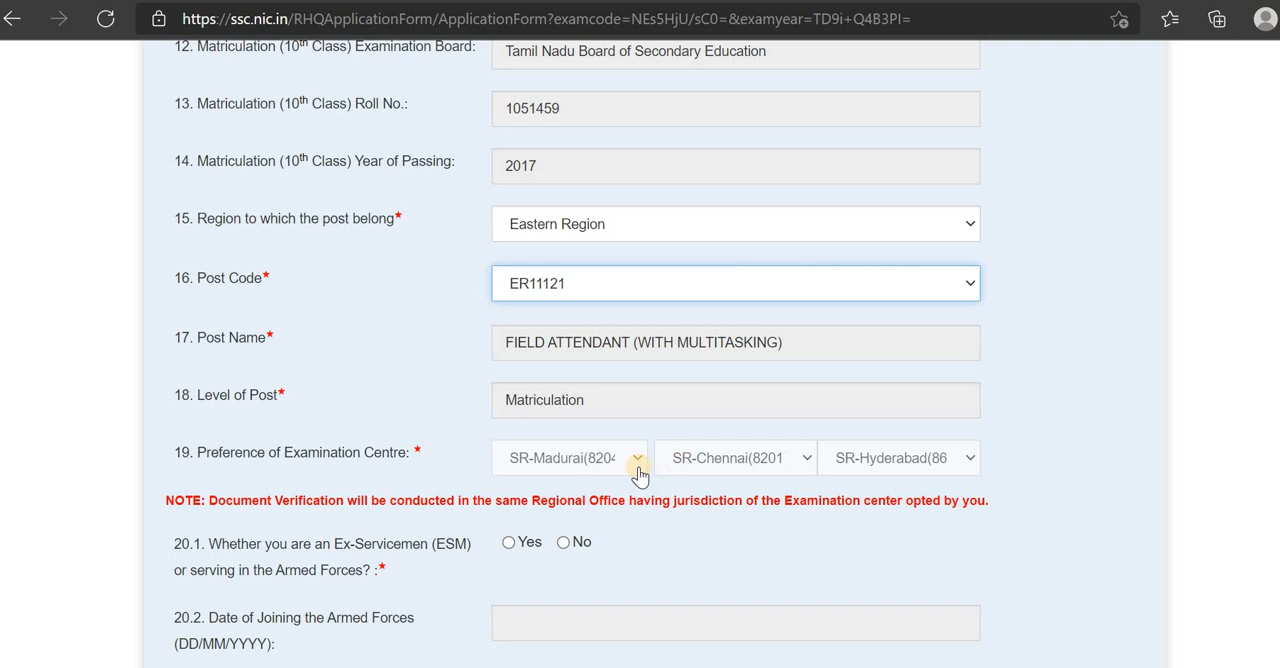 https://ssc.nic.in/RHQApplicationForm/ApplicationForm?examcode=NEs5HjU/sC0=&examyear=TD9i+Q4B3PI=
12. Matriculation (10th Class) Examination Board: Tamil Nadu Board of Secondary Education
13. Matriculation (10th Class) Roll No.: 1051459
14. Matriculation (10th Class) Year of Passing: 2017
15. Region to which the post belong* Eastern Region
16. Post Code* ER11121
17. Post Name* FIELD ATTENDANT (WITH MULTITASKING)
18. Level of Post* Matriculation
19. Preference of Examination Centre: * SR-Madurai(8204 SR-Chennai(8201 SR-Hyderabad(86
NOTE: Document Verification will be conducted in the same Regional Office having jurisdiction of the Examination center opted by you.
20.1. Whether you are an Ex-Servicemen (ESM) Yes No
or serving in the Armed Forces? :*
20.2. Date of Joining the Armed Forces
(DD/MM/YYYY):